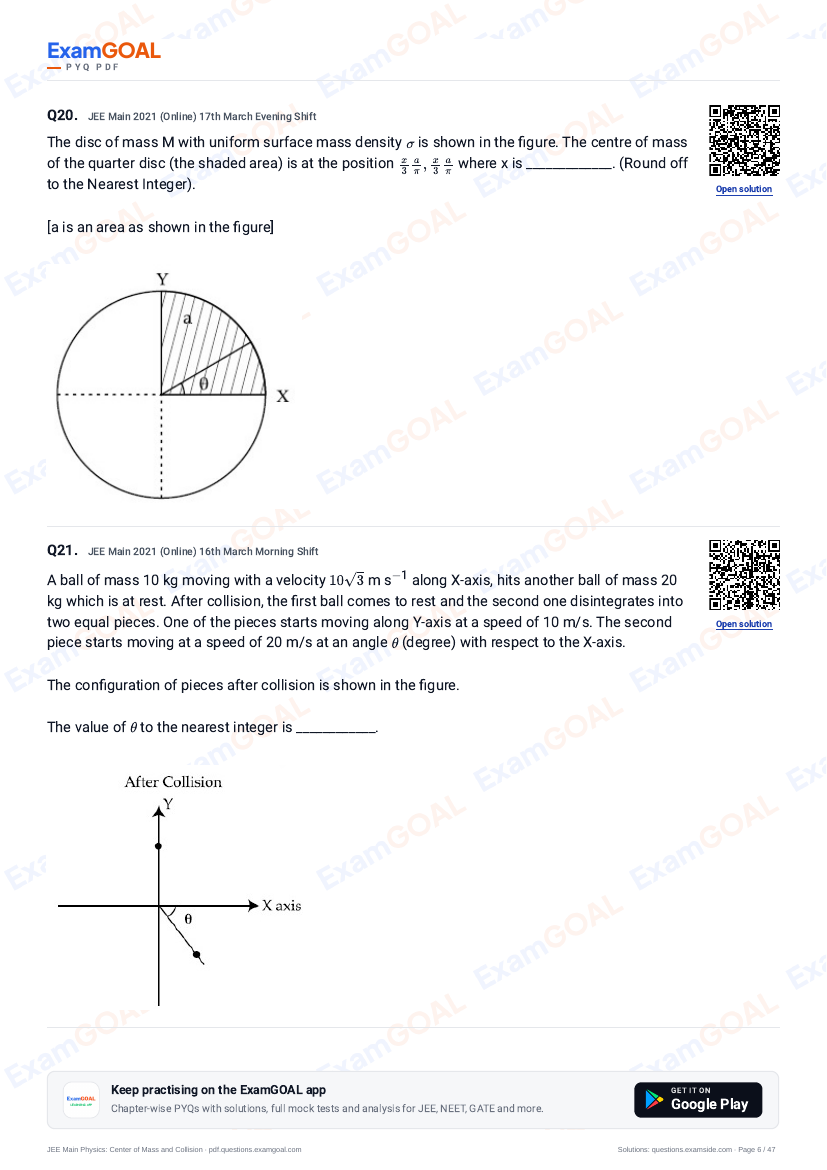 ExamGOAL
PYQ PDF
Q20. JEE Main 2021 (Online) 17th March Evening Shift
The disc of mass M with uniform surface mass density σ is shown in the figure. The centre of mass
of the quarter disc (the shaded area) is at the position x/3 a/π, x/3 a/π where x is _____________. (Round off
to the Nearest Integer).
Open solution
[a is an area as shown in the figure]
Y
a
θ
X
Q21. JEE Main 2021 (Online) 16th March Morning Shift
A ball of mass 10 kg moving with a velocity 10√3 m s⁻¹ along X-axis, hits another ball of mass 20
kg which is at rest. After collision, the first ball comes to rest and the second one disintegrates into
two equal pieces. One of the pieces starts moving along Y-axis at a speed of 10 m/s. The second
piece starts moving at a speed of 20 m/s at an angle θ (degree) with respect to the X-axis.
Open solution
The configuration of pieces after collision is shown in the figure.
The value of θ to the nearest integer is ____________.
After Collision
Y
X axis
θ
Keep practising on the ExamGOAL app
Chapter-wise PYQs with solutions, full mock tests and analysis for JEE, NEET, GATE and more.
GET IT ON
Google Play
JEE Main Physics: Center of Mass and Collision · pdf.questions.examgoal.com
Solutions: questions.examside.com · Page 6 / 47